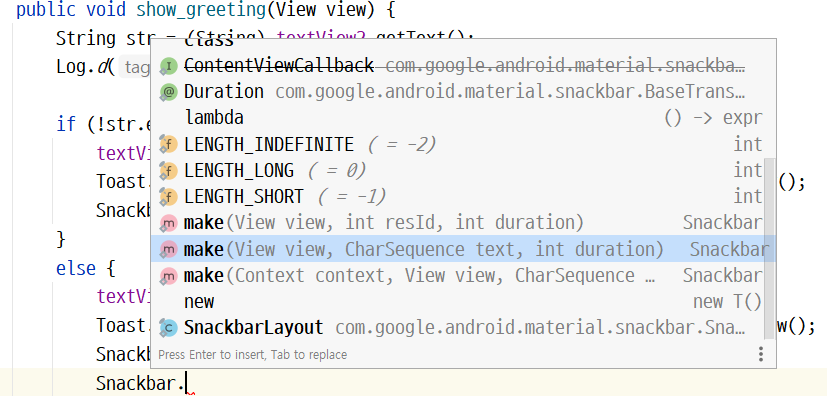 public void show_greeting(View view) {
String str = (String) textView2.getText();
Log.d( tag
class
ContentViewCallback com.google.android.material.snackba…
Duration com.google.android.material.snackbar.BaseTrans…
lambda () -> expr
if (!str.e
LENGTH_INDEFINITE ( = -2) int
textVi
LENGTH_LONG ( = 0) int
Toast. ();
LENGTH_SHORT ( = -1) int
Snackb
make(View view, int resId, int duration) Snackbar
}
make(View view, CharSequence text, int duration) Snackbar
else {
make(Context context, View view, CharSequence … Snackbar
textVi
new new T()
Toast. w();
SnackbarLayout com.google.android.material.snackbar.Sna…
Snackb
Press Enter to insert, Tab to replace
Snackbar.